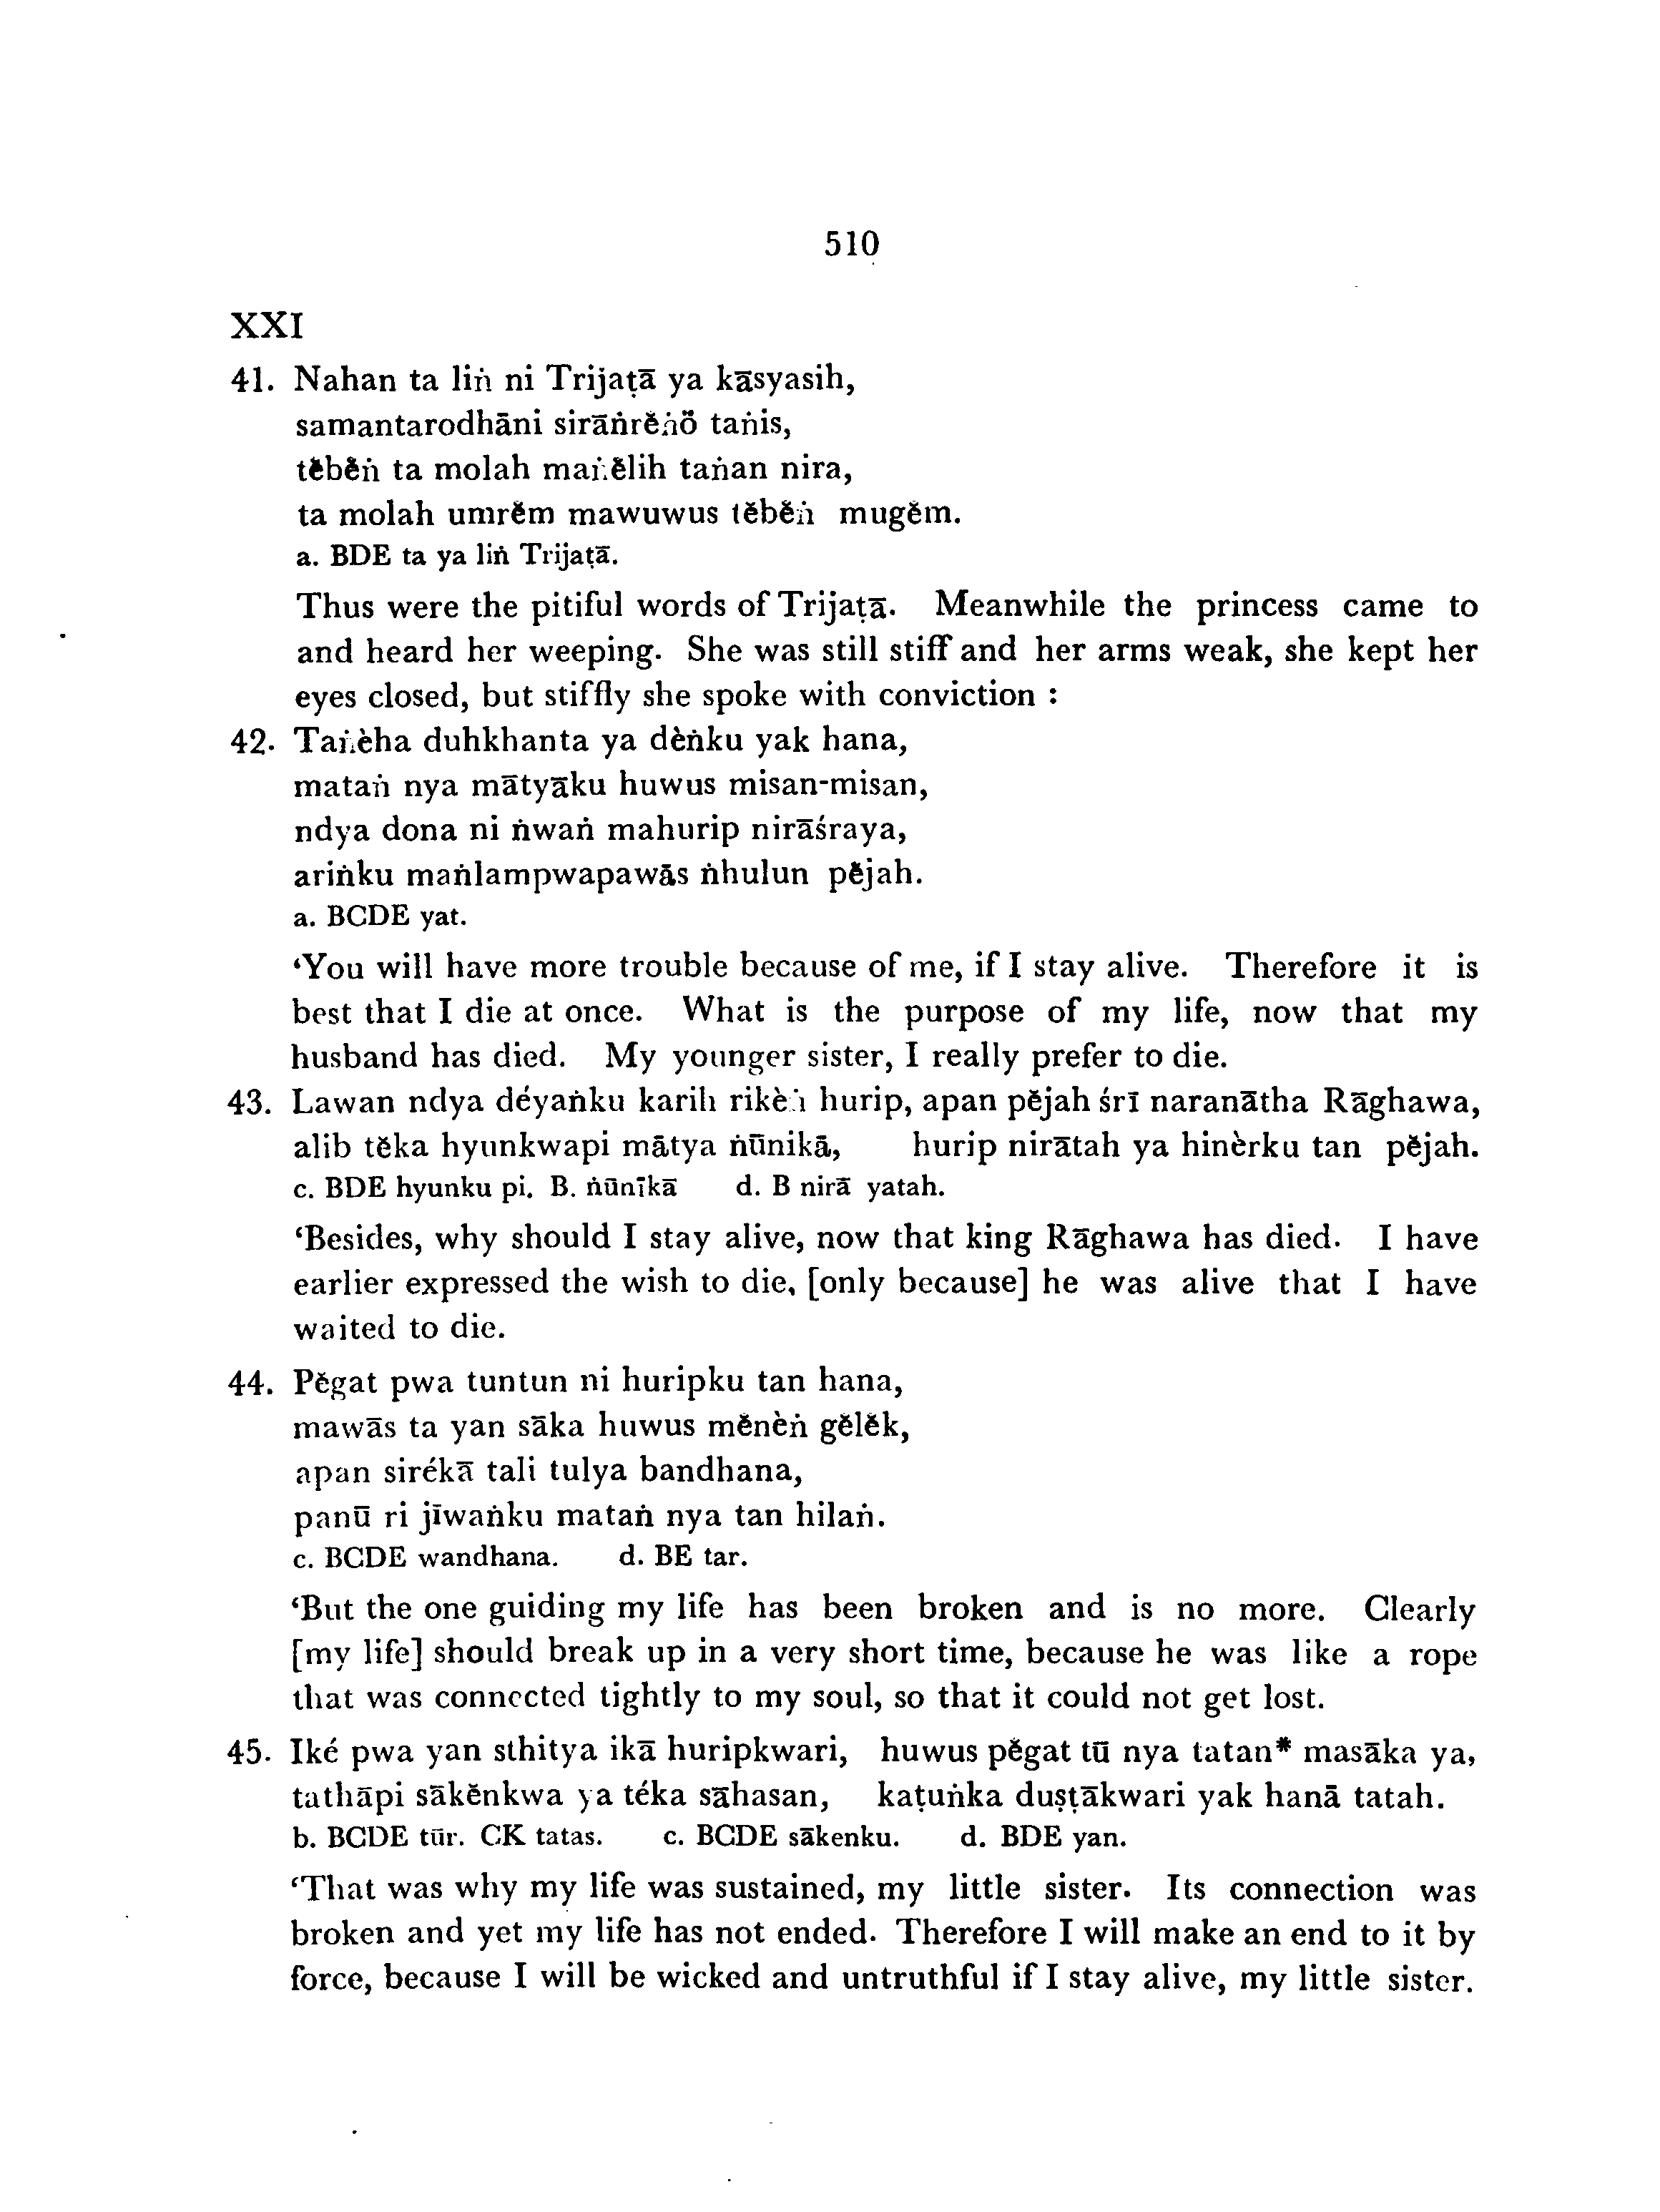 510
XXI
41. Nahan ta liṅ ni Trijaṭā ya kāsyasih,
samantarodhāni sirāṅrĕṅö̆ taṅis,
tĕbĕṅ ta molah maṅĕlih taṅan nira,
ta molah umrĕm mawuwus tĕbĕṅ mugĕm.
a. BDE ta ya liṅ Trijaṭā.
Thus were the pitiful words of Trijaṭā. Meanwhile the princess came to
and heard her weeping. She was still stiff and her arms weak, she kept her
eyes closed, but stiffly she spoke with conviction :
42. Taṅèha duhkhanta ya dèṅku yak hana,
mataṅ nya mātyāku huwus misan-misan,
ndya dona ni ṅwaṅ mahurip nirāśraya,
ariṅku maṅlampwapawās ṅhulun pĕjah.
a. BCDE yat.
‘You will have more trouble because of me, if I stay alive. Therefore it is
best that I die at once. What is the purpose of my life, now that my
husband has died. My younger sister, I really prefer to die.
43. Lawan ndya déyaṅku karih rikèṅ hurip, apan pĕjah śrī naranātha Rāghawa,
alib tĕka hyunkwapi mātya ṅūnikā, hurip nirātah ya hinèrku tan pĕjah.
c. BDE hyunku pi. B. ṅūnīkā d. B nirā yatah.
‘Besides, why should I stay alive, now that king Rāghawa has died. I have
earlier expressed the wish to die, [only because] he was alive that I have
waited to die.
44. Pĕgat pwa tuntun ni huripku tan hana,
mawās ta yan sāka huwus mĕnèṅ gĕlĕk,
apan sirékā tali tulya bandhana,
panū ri jīwaṅku mataṅ nya tan hilaṅ.
c. BCDE wandhana. d. BE tar.
‘But the one guiding my life has been broken and is no more. Clearly
[my life] should break up in a very short time, because he was like a rope
that was connected tightly to my soul, so that it could not get lost.
45. Iké pwa yan sthitya ikā huripkwari, huwus pĕgat tū nya tatan* masāka ya,
tathāpi sākĕnkwa ya téka sāhasan, kaṭuṅka duṣṭākwari yak hanā tatah.
b. BCDE tūr. CK tatas. c. BCDE sākenku. d. BDE yan.
‘That was why my life was sustained, my little sister. Its connection was
broken and yet my life has not ended. Therefore I will make an end to it by
force, because I will be wicked and untruthful if I stay alive, my little sister.